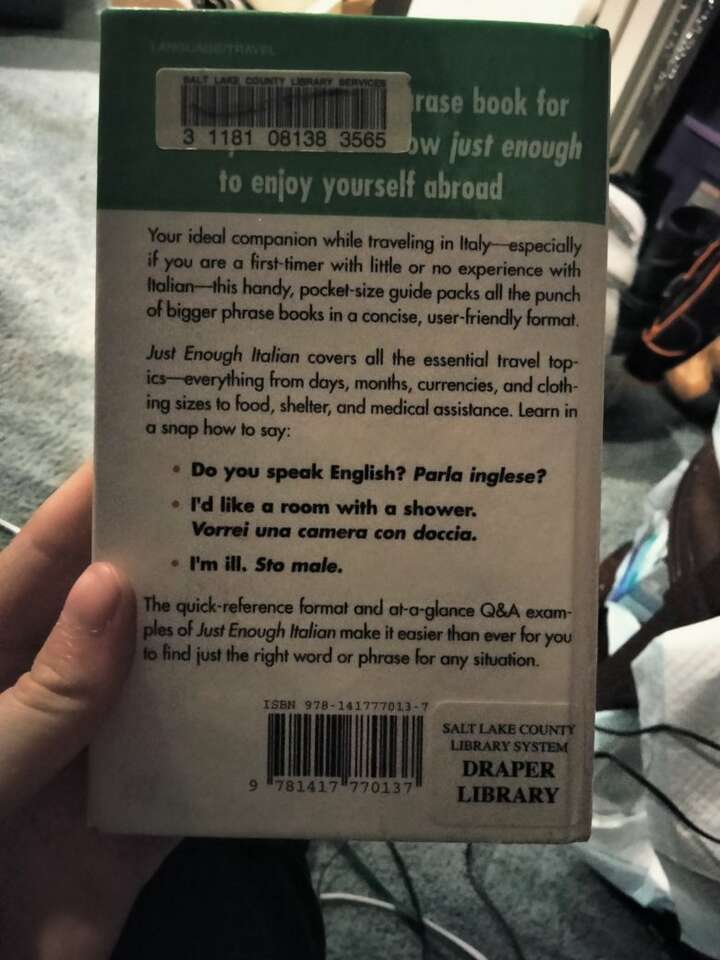 LANGUAGE/TRAVEL
SALT LAKE COUNTY LIBRARY SERVICES
3 1181 08138 3565
rase book for
ow just enough
to enjoy yourself abroad
Your ideal companion while traveling in Italy—especially
if you are a first-timer with little or no experience with
Italian—this handy, pocket-size guide packs all the punch
of bigger phrase books in a concise, user-friendly format.
Just Enough Italian covers all the essential travel top-
ics—everything from days, months, currencies, and cloth-
ing sizes to food, shelter, and medical assistance. Learn in
a snap how to say:
• Do you speak English? Parla inglese?
• I'd like a room with a shower.
Vorrei una camera con doccia.
• I'm ill. Sto male.
The quick-reference format and at-a-glance Q&A exam-
ples of Just Enough Italian make it easier than ever for you
to find just the right word or phrase for any situation.
ISBN 978-141777013-7
9 781417 770137
SALT LAKE COUNTY
LIBRARY SYSTEM
DRAPER
LIBRARY